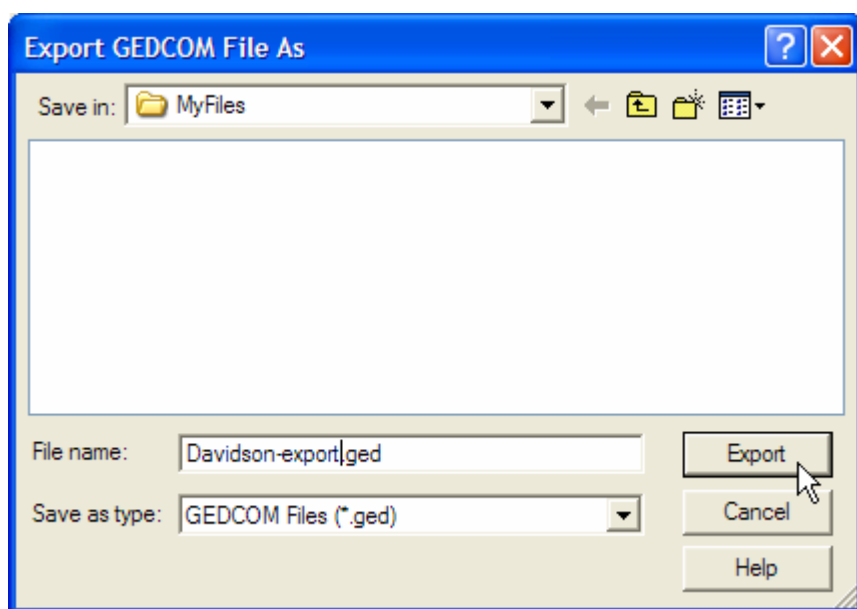 Export GEDCOM File As
Save in: MyFiles
File name: Davidson-export.ged Export
Save as type: GEDCOM Files (*.ged) Cancel
Help